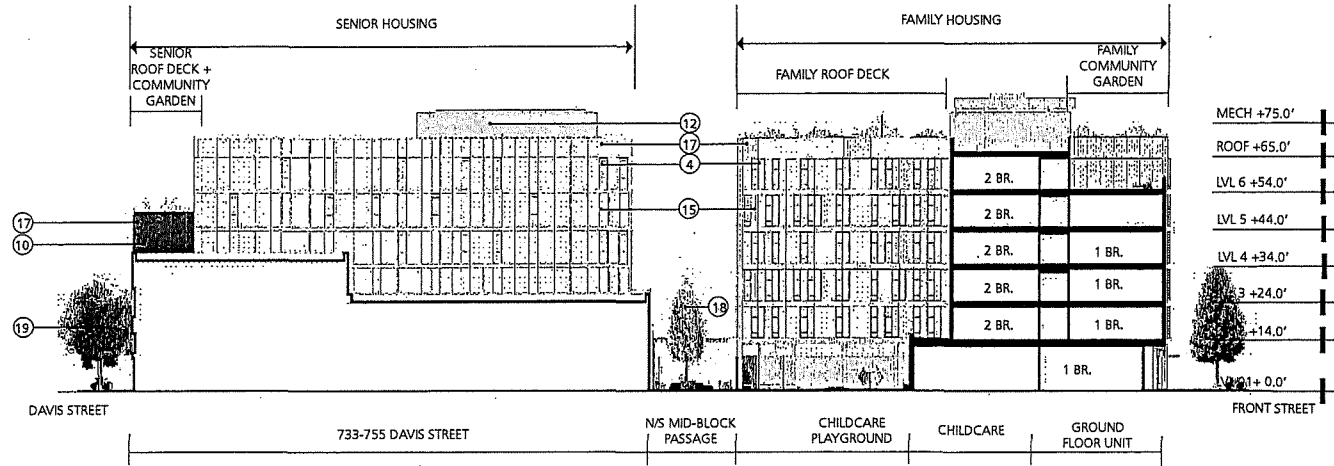 SENIOR HOUSING
FAMILY HOUSING
SENIOR
ROOF DECK +
COMMUNITY
GARDEN
FAMILY ROOF DECK
FAMILY
COMMUNITY
GARDEN
12
17
4
15
17
10
19
18
2 BR.
2 BR.
2 BR. 1 BR.
2 BR. 1 BR.
2 BR. 1 BR.
1 BR.
MECH +75.0'
ROOF +65.0'
LVL 6 +54.0'
LVL 5 +44.0'
LVL 4 +34.0'
3 +24.0'
+14.0'
01+ 0.0'
DAVIS STREET
FRONT STREET
733-755 DAVIS STREET
N/S MID-BLOCK
PASSAGE
CHILDCARE
PLAYGROUND
CHILDCARE
GROUND
FLOOR UNIT